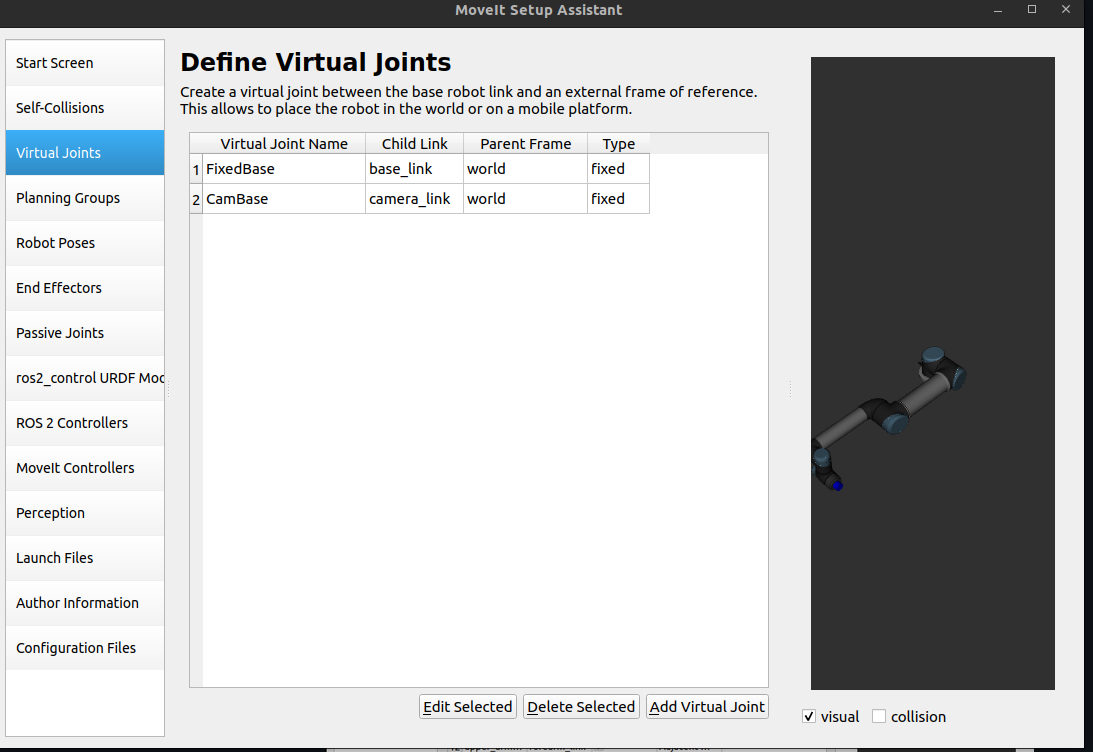 MoveIt Setup Assistant
Start Screen
Self-Collisions
Virtual Joints
Planning Groups
Robot Poses
End Effectors
Passive Joints
ros2_control URDF Moc
ROS 2 Controllers
MoveIt Controllers
Perception
Launch Files
Author Information
Configuration Files
Define Virtual Joints
Create a virtual joint between the base robot link and an external frame of reference.
This allows to place the robot in the world or on a mobile platform.
Virtual Joint Name Child Link Parent Frame Type
1 FixedBase base_link world fixed
2 CamBase camera_link world fixed
Edit Selected Delete Selected Add Virtual Joint
visual collision